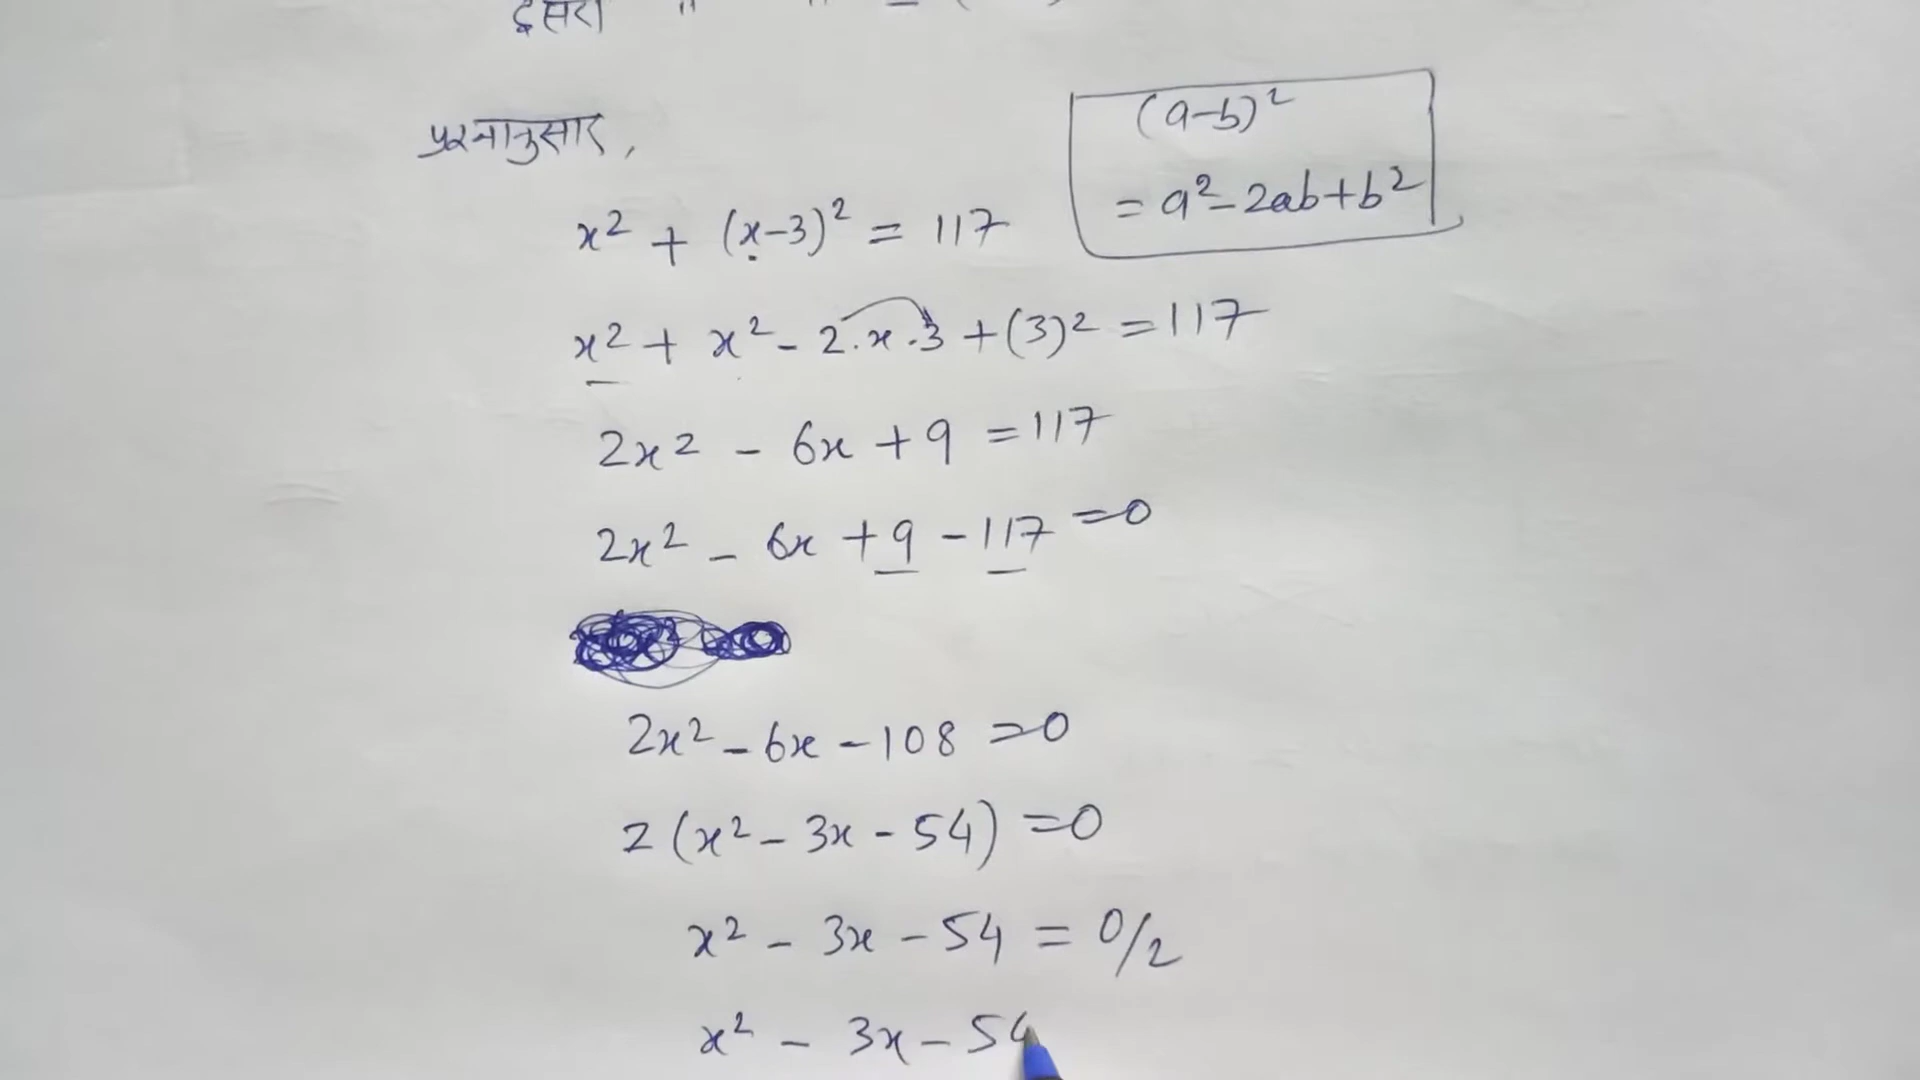 दूसरा " " = (
प्रश्नानुसार,
(a-b)²
= a²-2ab+b²
x² + (x-3)² = 117
x² + x² - 2.x.3 + (3)² = 117
2x² - 6x + 9 = 117
2x² - 6x + 9 - 117 = 0
2x² - 6x - 108 = 0
2(x² - 3x - 54) = 0
x² - 3x - 54 = 0/2
x² - 3x - 54